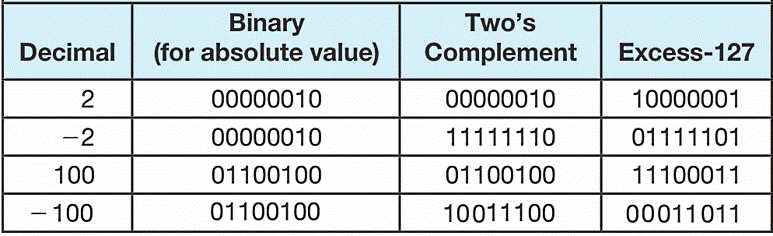 Decimal Binary (for absolute value) Two's Complement Excess-127
2 00000010 00000010 10000001
−2 00000010 11111110 01111101
100 01100100 01100100 11100011
−100 01100100 10011100 00011011